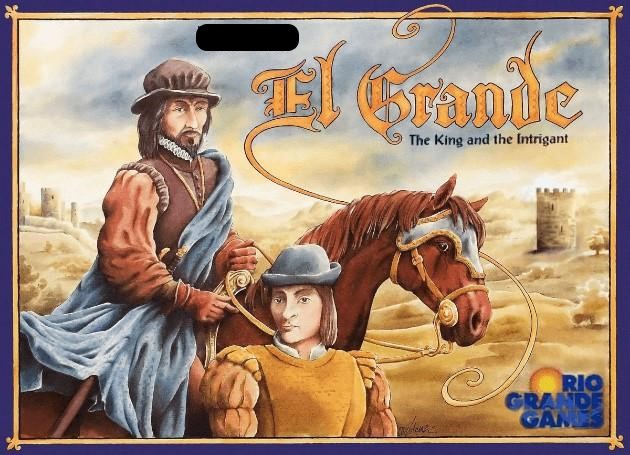 El Grande
The King and the Intrigant
RIO
GRANDE
GAMES